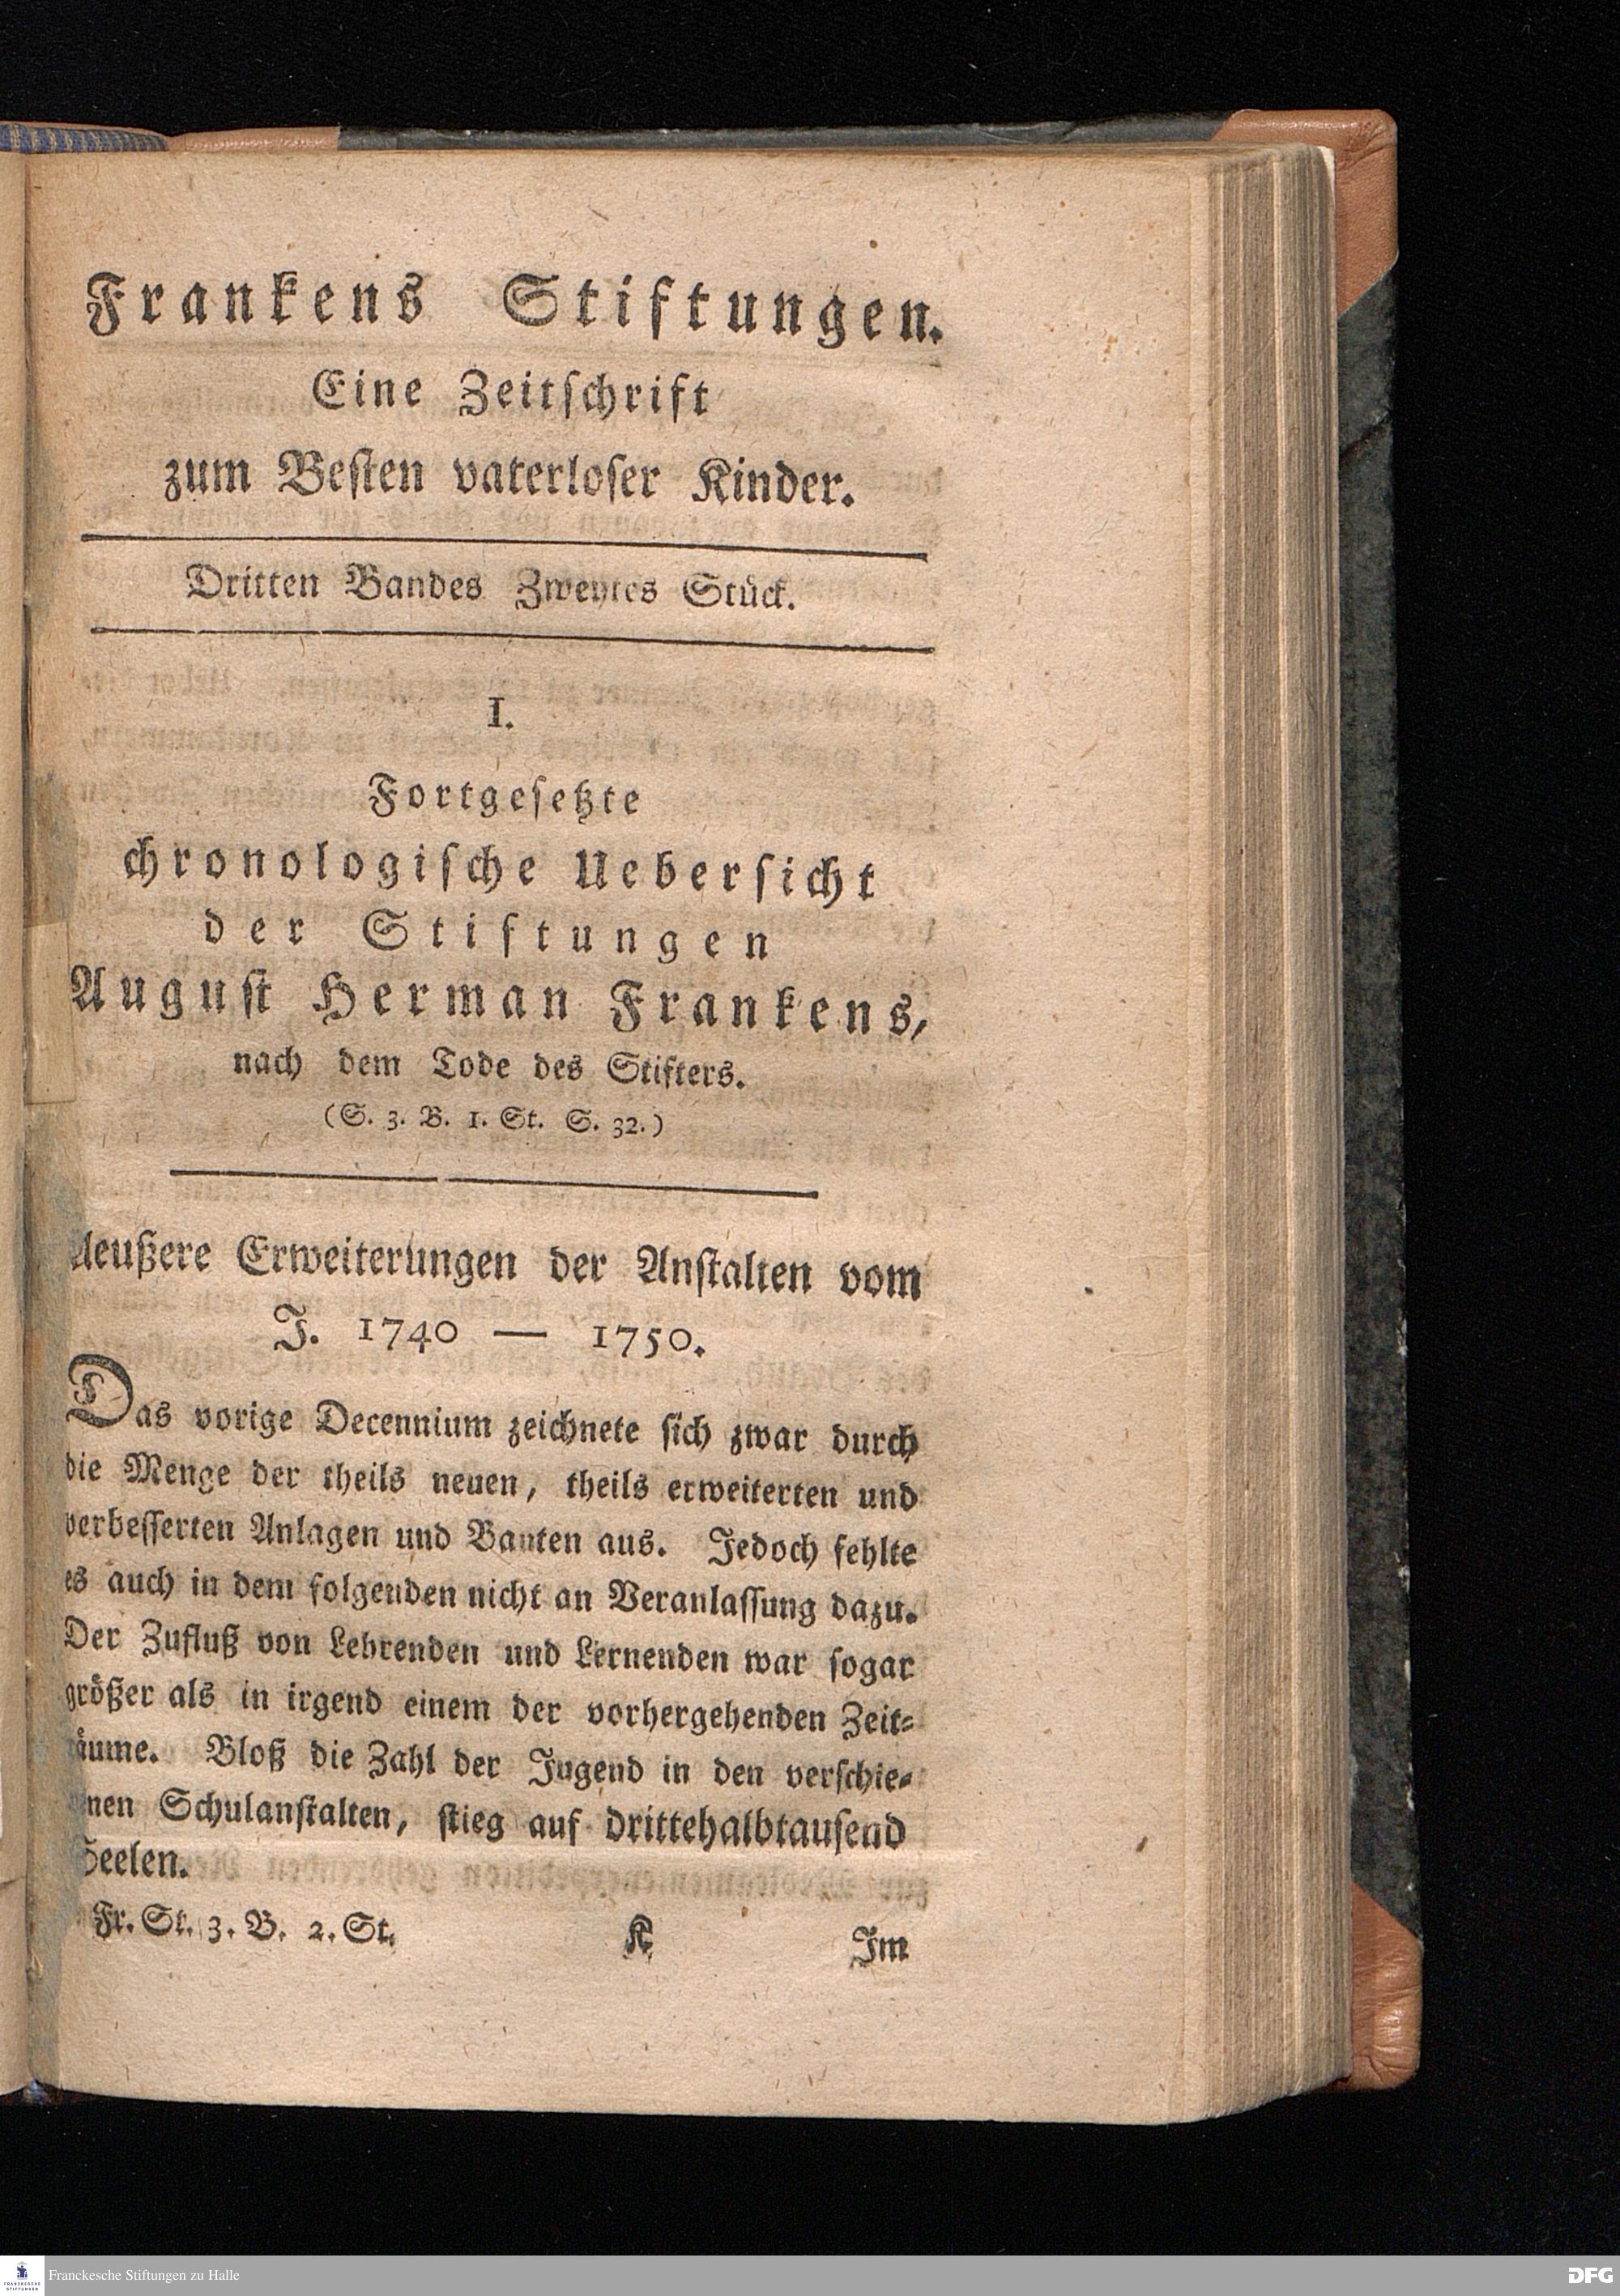 Frankens Stiftungen.
Eine Zeitschrift
zum Besten vaterloser Kinder.
Dritten Bandes Zweytes Stück.
I.
Fortgesetzte
chronologische Uebersicht
der Stiftungen
August Herman Frankens,
nach dem Tode des Stifters.
(S. 3. B. 1. St. S. 32.)
Aeußere Erweiterungen der Anstalten vom
J. 1740 — 1750.
Das vorige Decennium zeichnete sich zwar durch
die Menge der theils neuen, theils erweiterten und
verbesserten Anlagen und Bauten aus. Jedoch fehlte
es auch in dem folgenden nicht an Veranlassung dazu.
Der Zufluß von Lehrenden und Lernenden war sogar
größer als in irgend einem der vorhergehenden Zeit-
räume. Bloß die Zahl der Jugend in den verschie-
nen Schulanstalten, stieg auf drittehalbtausend
Seelen.
Fr. St. 3. B. 2. St. K Im
FRANCKESCHE STIFTUNGEN
Franckesche Stiftungen zu Halle
DFG